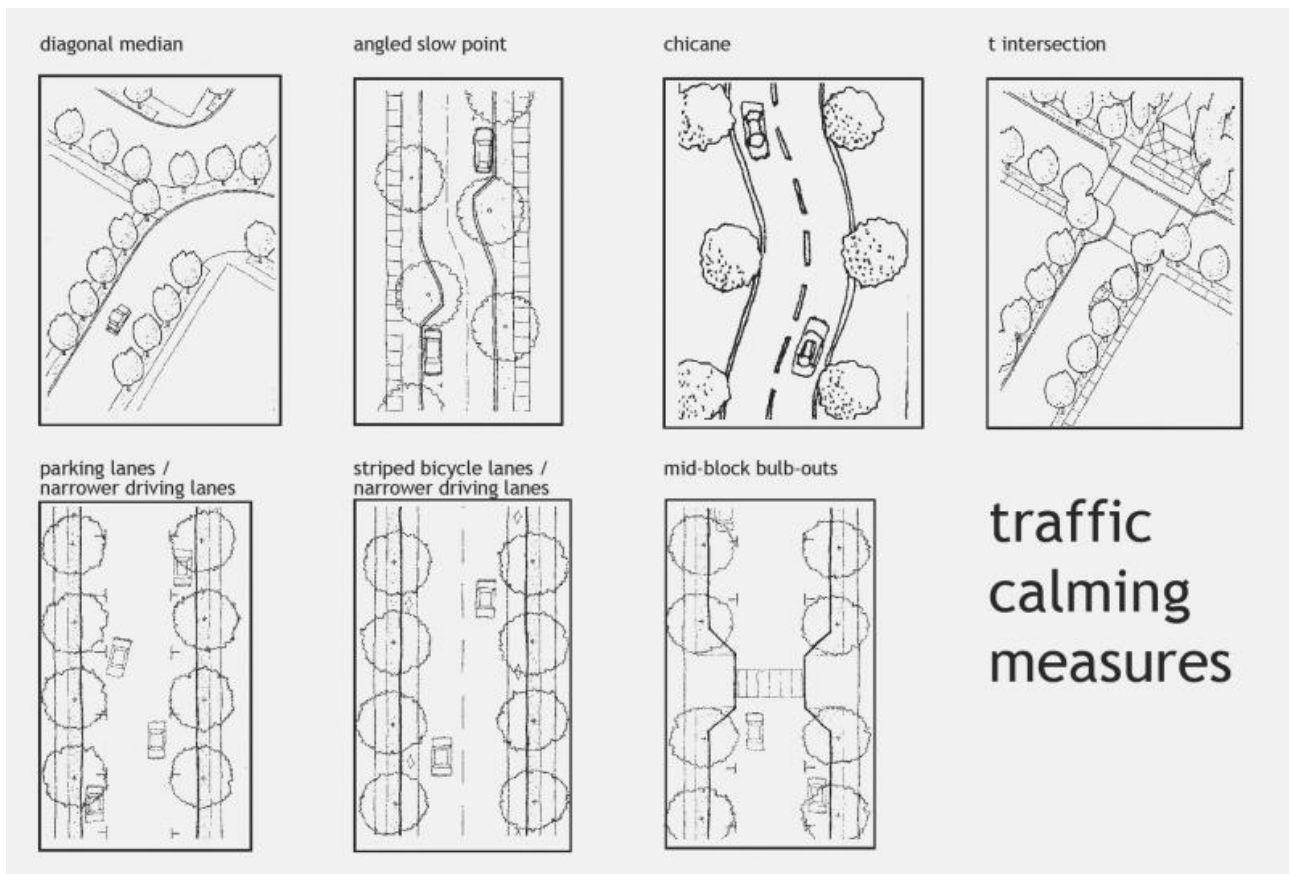 diagonal median
angled slow point
chicane
t intersection
parking lanes /
narrower driving lanes
striped bicycle lanes /
narrower driving lanes
mid-block bulb-outs
traffic
calming
measures